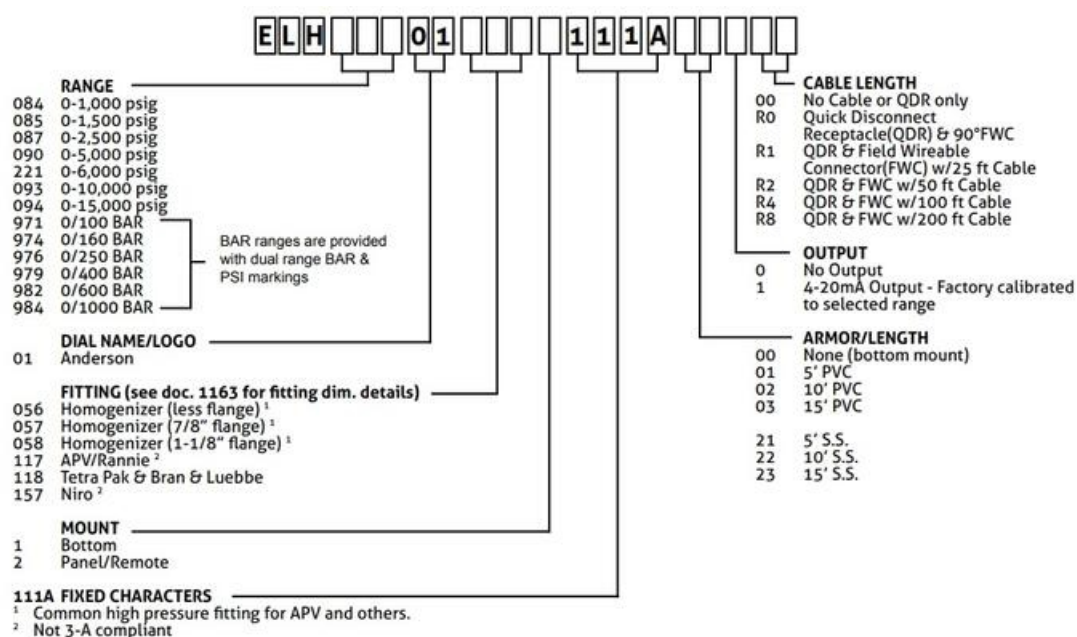 ELH 01 111A
RANGE
084 0-1,000 psig
085 0-1,500 psig
087 0-2,500 psig
090 0-5,000 psig
221 0-6,000 psig
093 0-10,000 psig
094 0-15,000 psig
971 0/100 BAR
974 0/160 BAR
976 0/250 BAR
979 0/400 BAR
982 0/600 BAR
984 0/1000 BAR
BAR ranges are provided
with dual range BAR &
PSI markings
DIAL NAME/LOGO
01 Anderson
FITTING (see doc. 1163 for fitting dim. details)
056 Homogenizer (less flange) ¹
057 Homogenizer (7/8” flange) ¹
058 Homogenizer (1-1/8” flange) ¹
117 APV/Rannie ²
118 Tetra Pak & Bran & Luebbe
157 Niro ²
MOUNT
1 Bottom
2 Panel/Remote
111A FIXED CHARACTERS
¹ Common high pressure fitting for APV and others.
² Not 3-A compliant
CABLE LENGTH
00 No Cable or QDR only
R0 Quick Disconnect
Receptacle(QDR) & 90°FWC
R1 QDR & Field Wireable
Connector(FWC) w/25 ft Cable
R2 QDR & FWC w/50 ft Cable
R4 QDR & FWC w/100 ft Cable
R8 QDR & FWC w/200 ft Cable
OUTPUT
0 No Output
1 4-20mA Output - Factory calibrated
to selected range
ARMOR/LENGTH
00 None (bottom mount)
01 5’ PVC
02 10’ PVC
03 15’ PVC
21 5’ S.S.
22 10’ S.S.
23 15’ S.S.